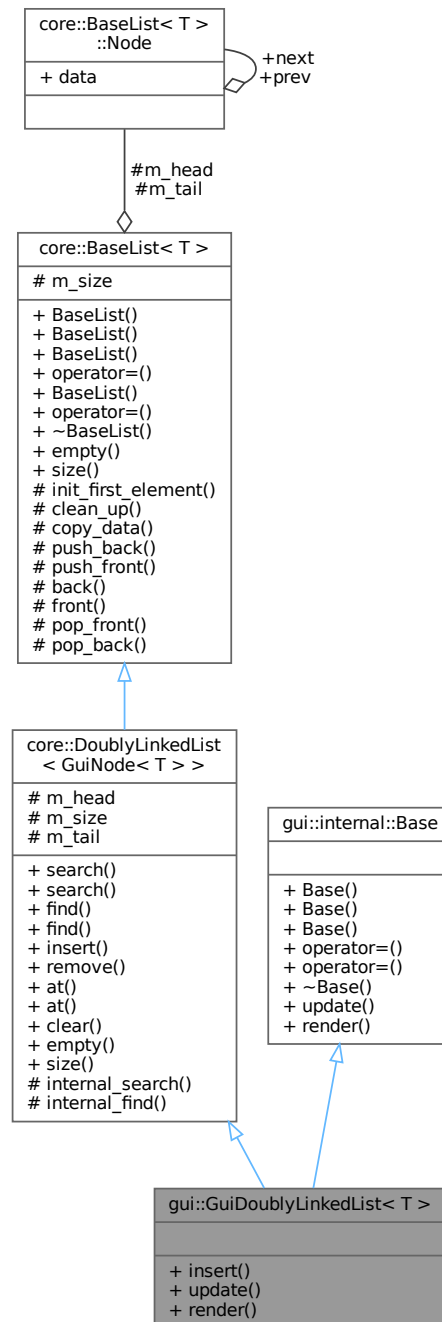 core::BaseList< T >
::Node
+ data
+next
+prev
#m_head
#m_tail
core::BaseList< T >
# m_size
+ BaseList()
+ BaseList()
+ BaseList()
+ operator=()
+ BaseList()
+ operator=()
+ ~BaseList()
+ empty()
+ size()
# init_first_element()
# clean_up()
# copy_data()
# push_back()
# push_front()
# back()
# front()
# pop_front()
# pop_back()
core::DoublyLinkedList
< GuiNode< T > >
# m_head
# m_size
# m_tail
+ search()
+ search()
+ find()
+ find()
+ insert()
+ remove()
+ at()
+ at()
+ clear()
+ empty()
+ size()
# internal_search()
# internal_find()
gui::internal::Base
+ Base()
+ Base()
+ Base()
+ operator=()
+ operator=()
+ ~Base()
+ update()
+ render()
gui::GuiDoublyLinkedList< T >
+ insert()
+ update()
+ render()